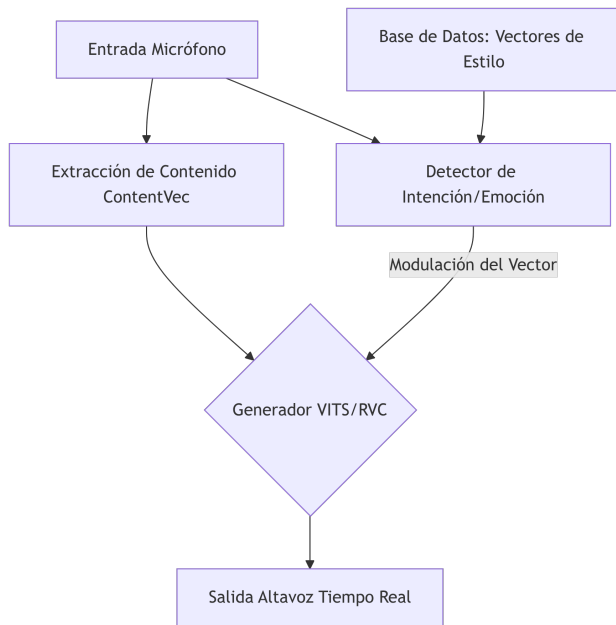 Entrada Micrófono
Base de Datos: Vectores de
Estilo
Extracción de Contenido
ContentVec
Detector de
Intención/Emoción
Modulación del Vector
Generador VITS/RVC
Salida Altavoz Tiempo Real